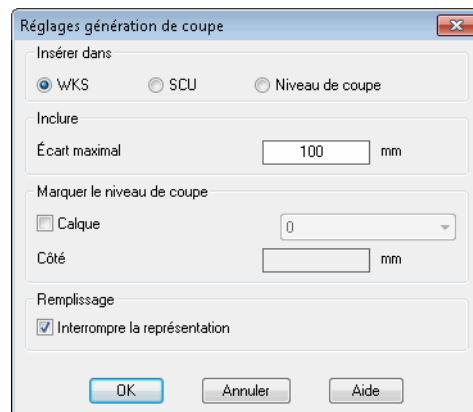 Réglages génération de coupe
Insérer dans
WKS SCU Niveau de coupe
Inclure
Écart maximal 100 mm
Marquer le niveau de coupe
Calque 0
Côté mm
Remplissage
Interrompre la représentation
OK Annuler Aide